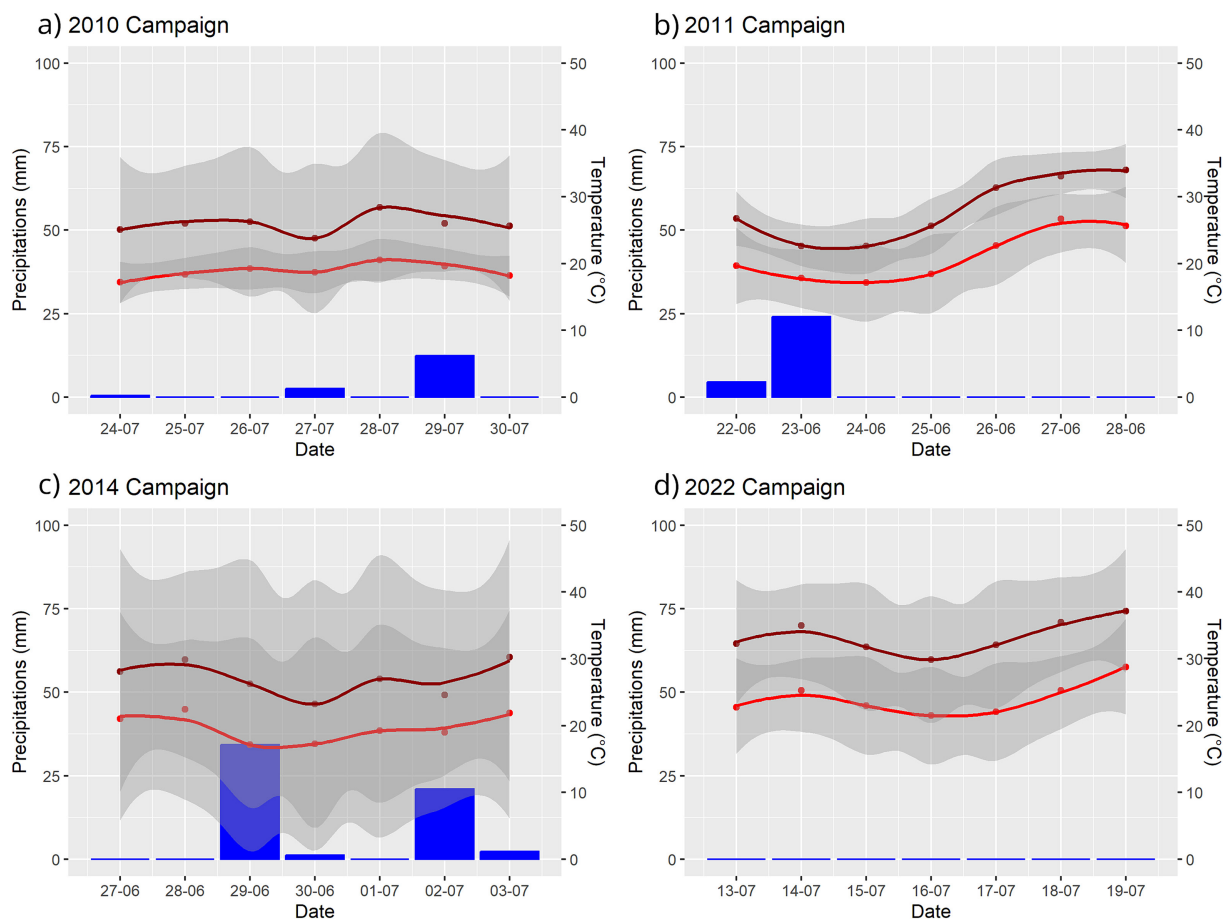 a) 2010 Campaign
100
75
50
25
0
Precipitations (mm)
50
40
30
20
10
0
Temperature (°C)
24-07 25-07 26-07 27-07 28-07 29-07 30-07
Date
b) 2011 Campaign
100
75
50
25
0
Precipitations (mm)
50
40
30
20
10
0
Temperature (°C)
22-06 23-06 24-06 25-06 26-06 27-06 28-06
Date
c) 2014 Campaign
100
75
50
25
0
Precipitations (mm)
50
40
30
20
10
0
Temperature (°C)
27-06 28-06 29-06 30-06 01-07 02-07 03-07
Date
d) 2022 Campaign
100
75
50
25
0
Precipitations (mm)
50
40
30
20
10
0
Temperature (°C)
13-07 14-07 15-07 16-07 17-07 18-07 19-07
Date